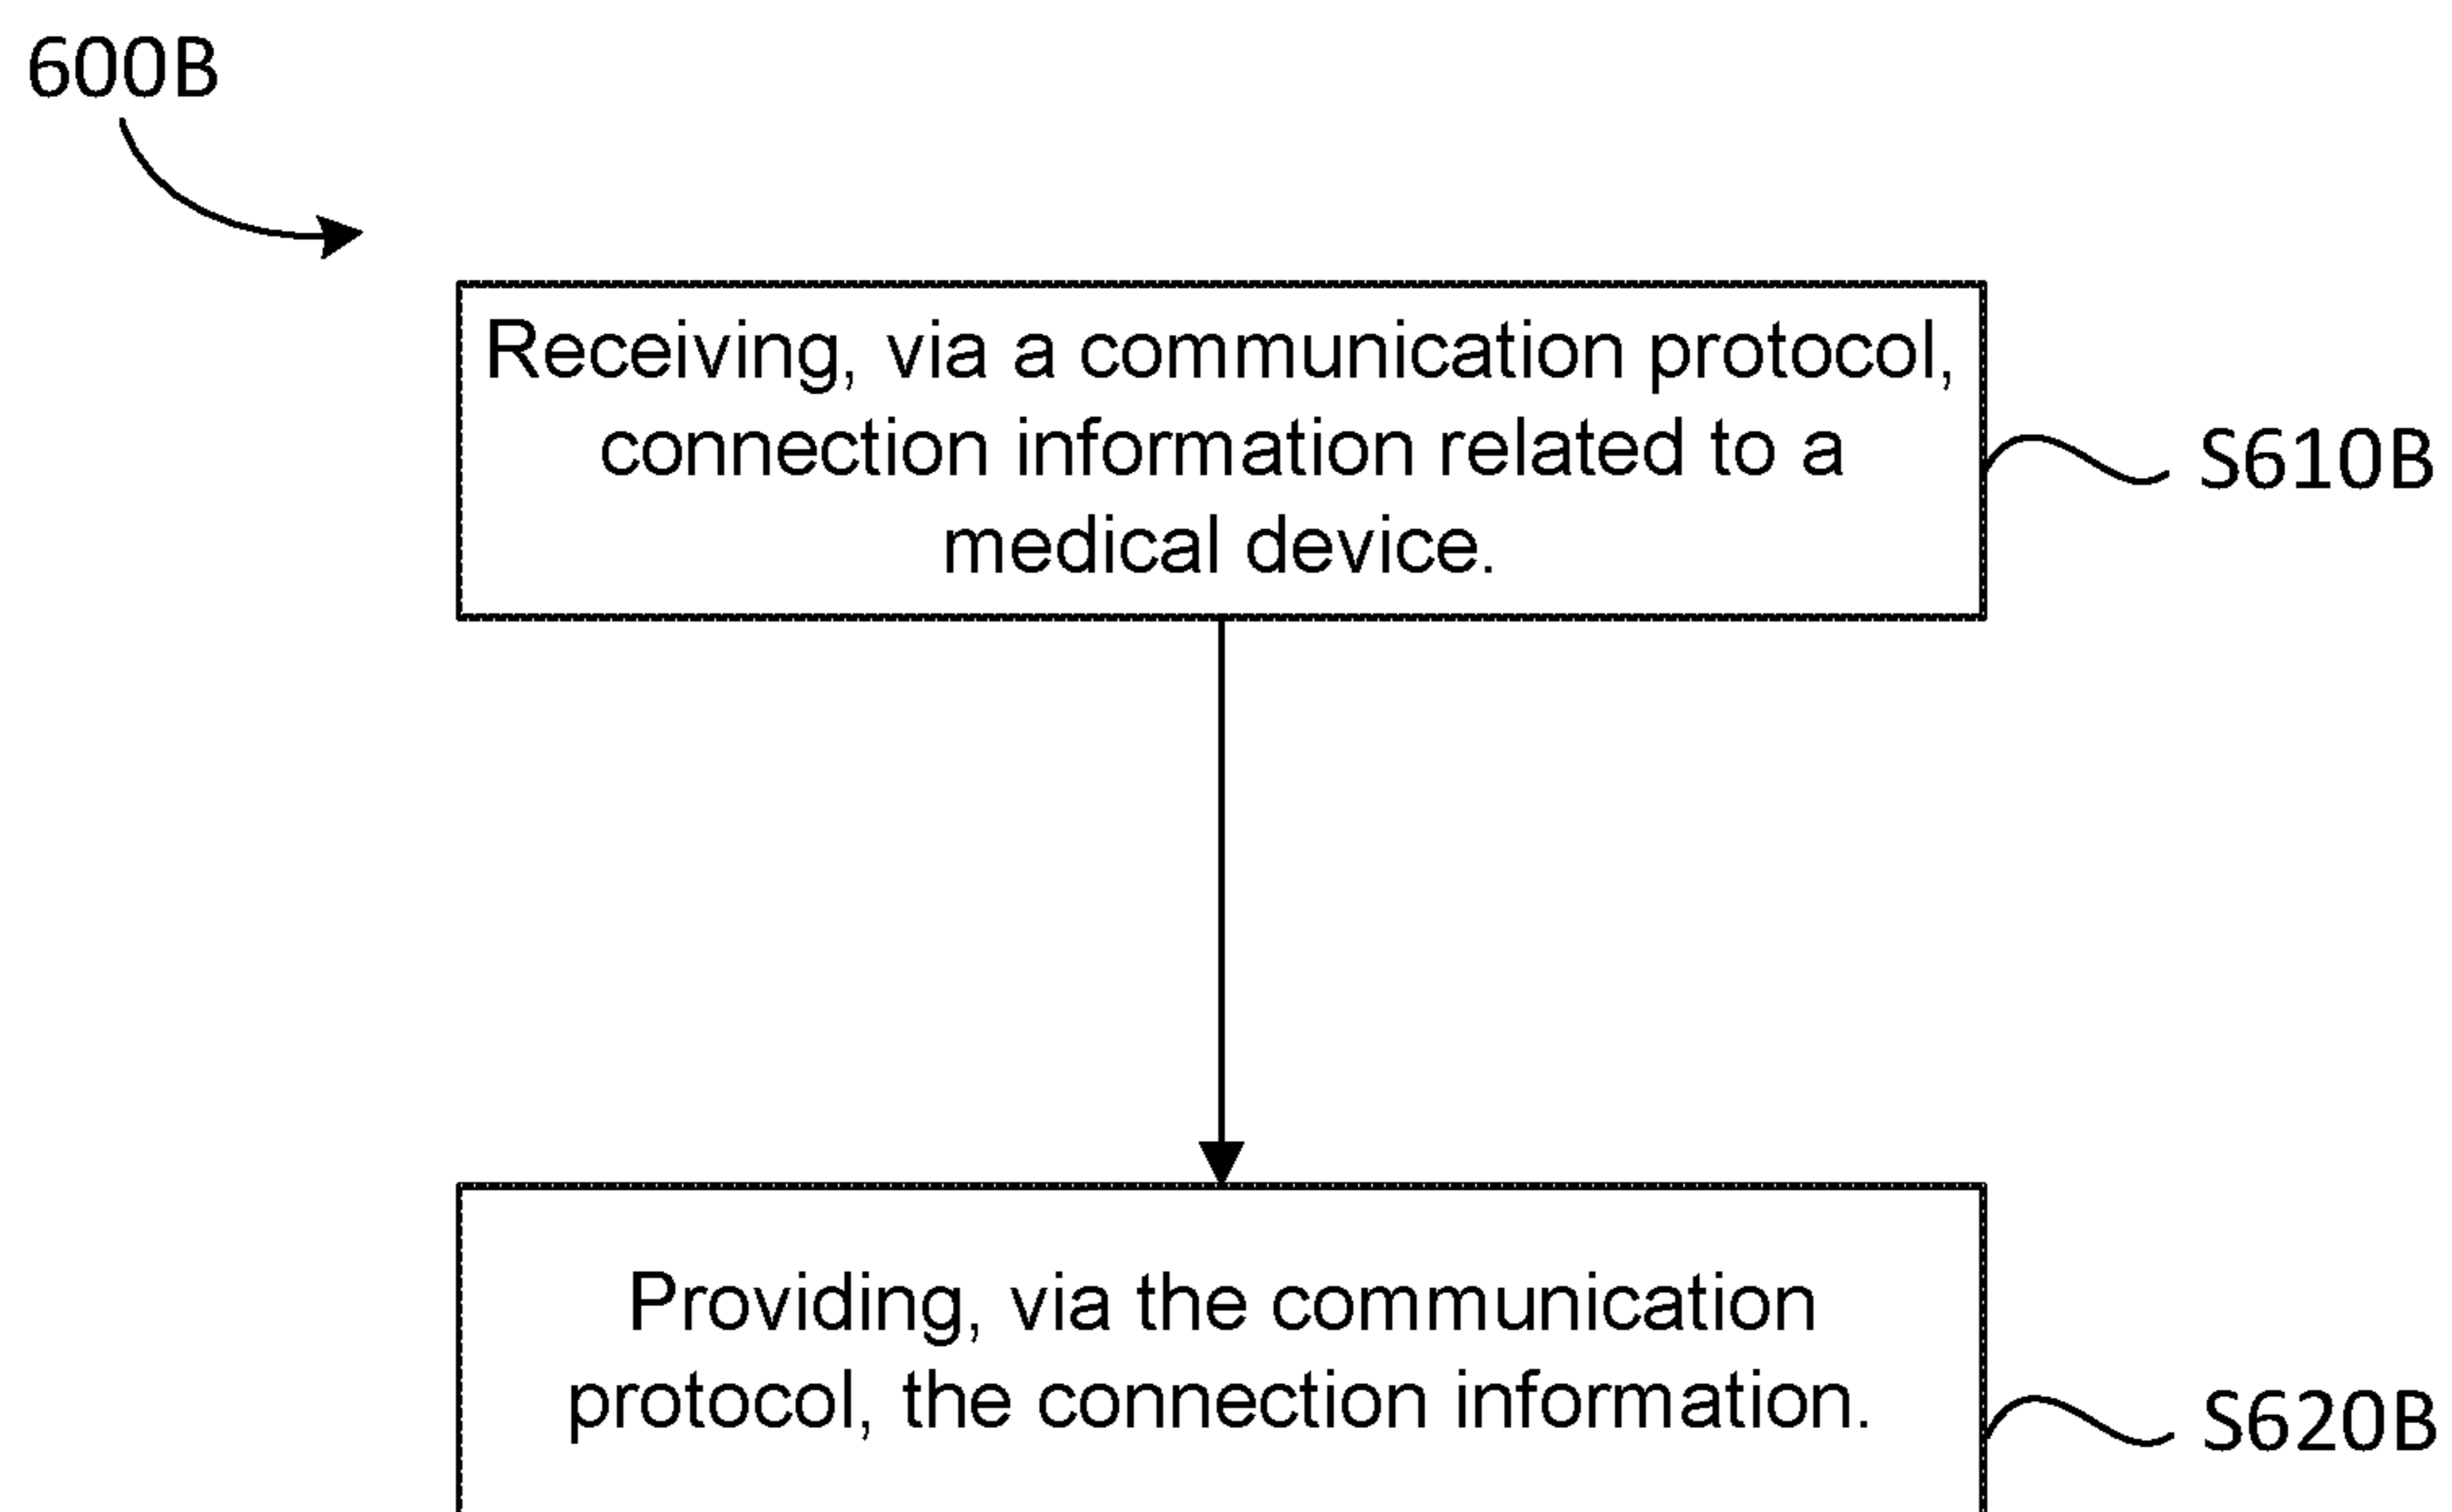 600B
Receiving, via a communication protocol,
connection information related to a
medical device.
S610B
Providing, via the communication
protocol, the connection information.
S620B